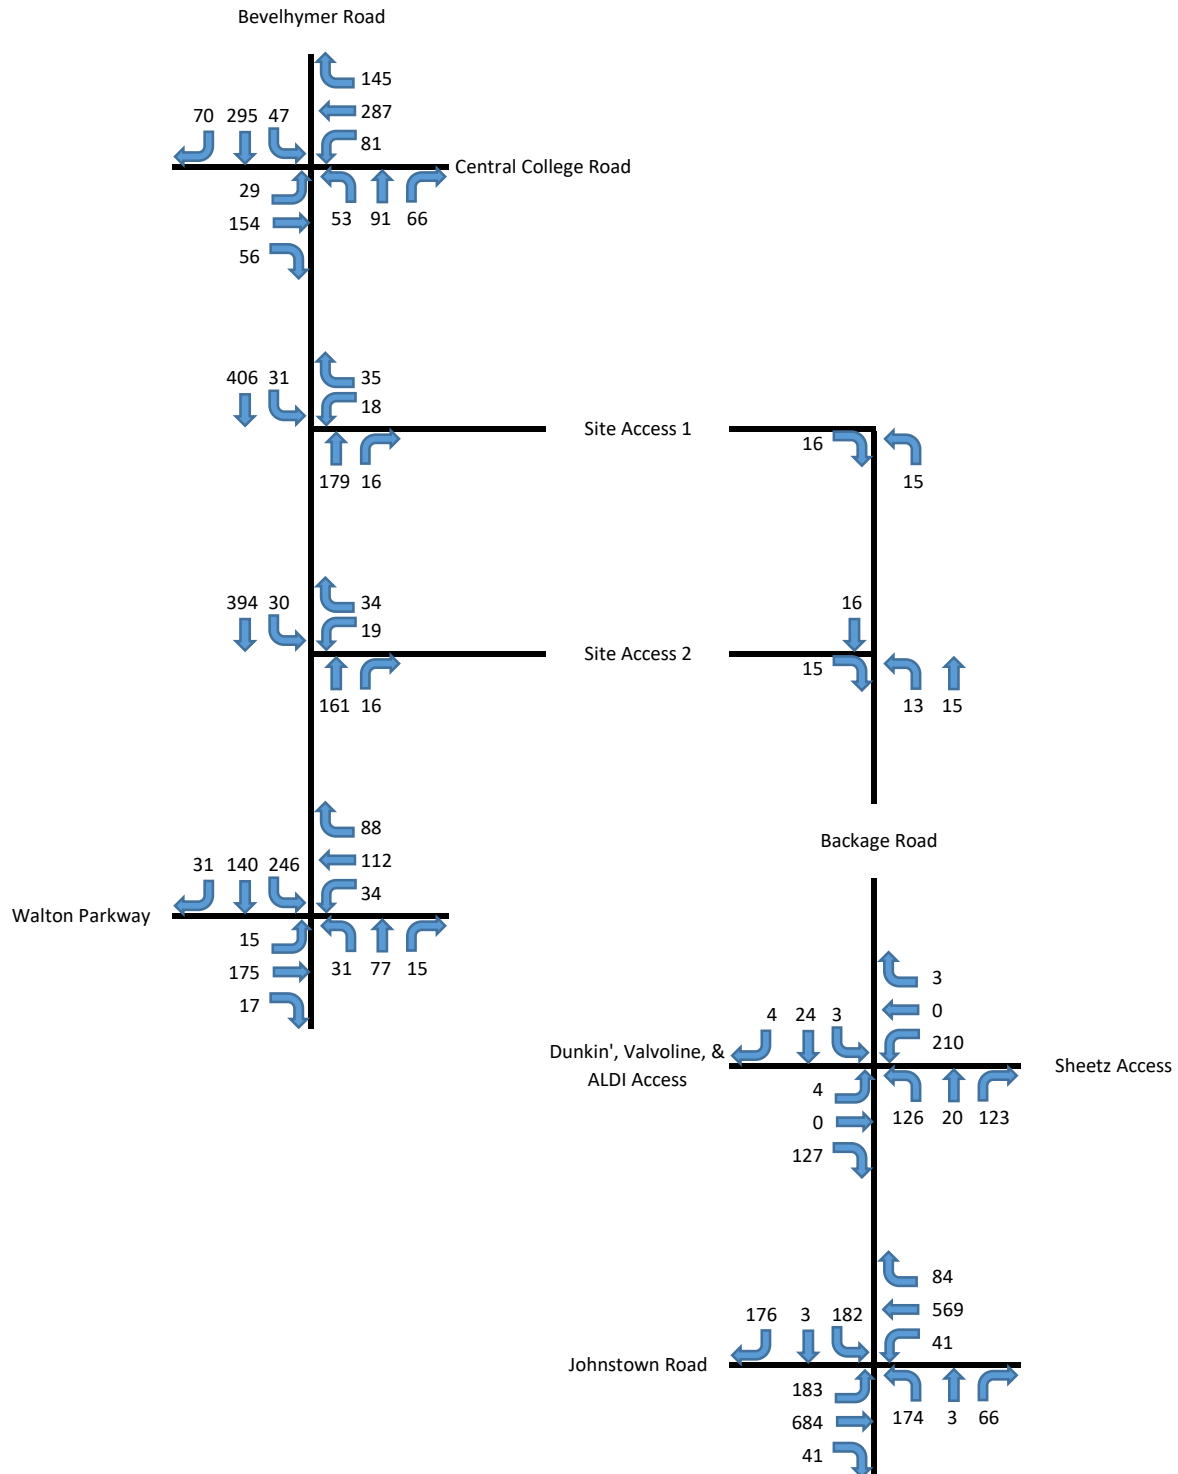 Bevelhymer Road
145
287
70 295 47
81
Central College Road
29
53 91 66
154
56
406 31 35
18
Site Access 1
16
179 16
15
394 30 34
19
16
Site Access 2
15
161 16
13 15
88
Backage Road
112
31 140 246
34
Walton Parkway
15
31 77 15
175
17
3
0
4 24 3
210
Dunkin', Valvoline, &
ALDI Access
Sheetz Access
4
126 20 123
0
127
84
569
176 3 182
41
Johnstown Road
183
174 3 66
684
41